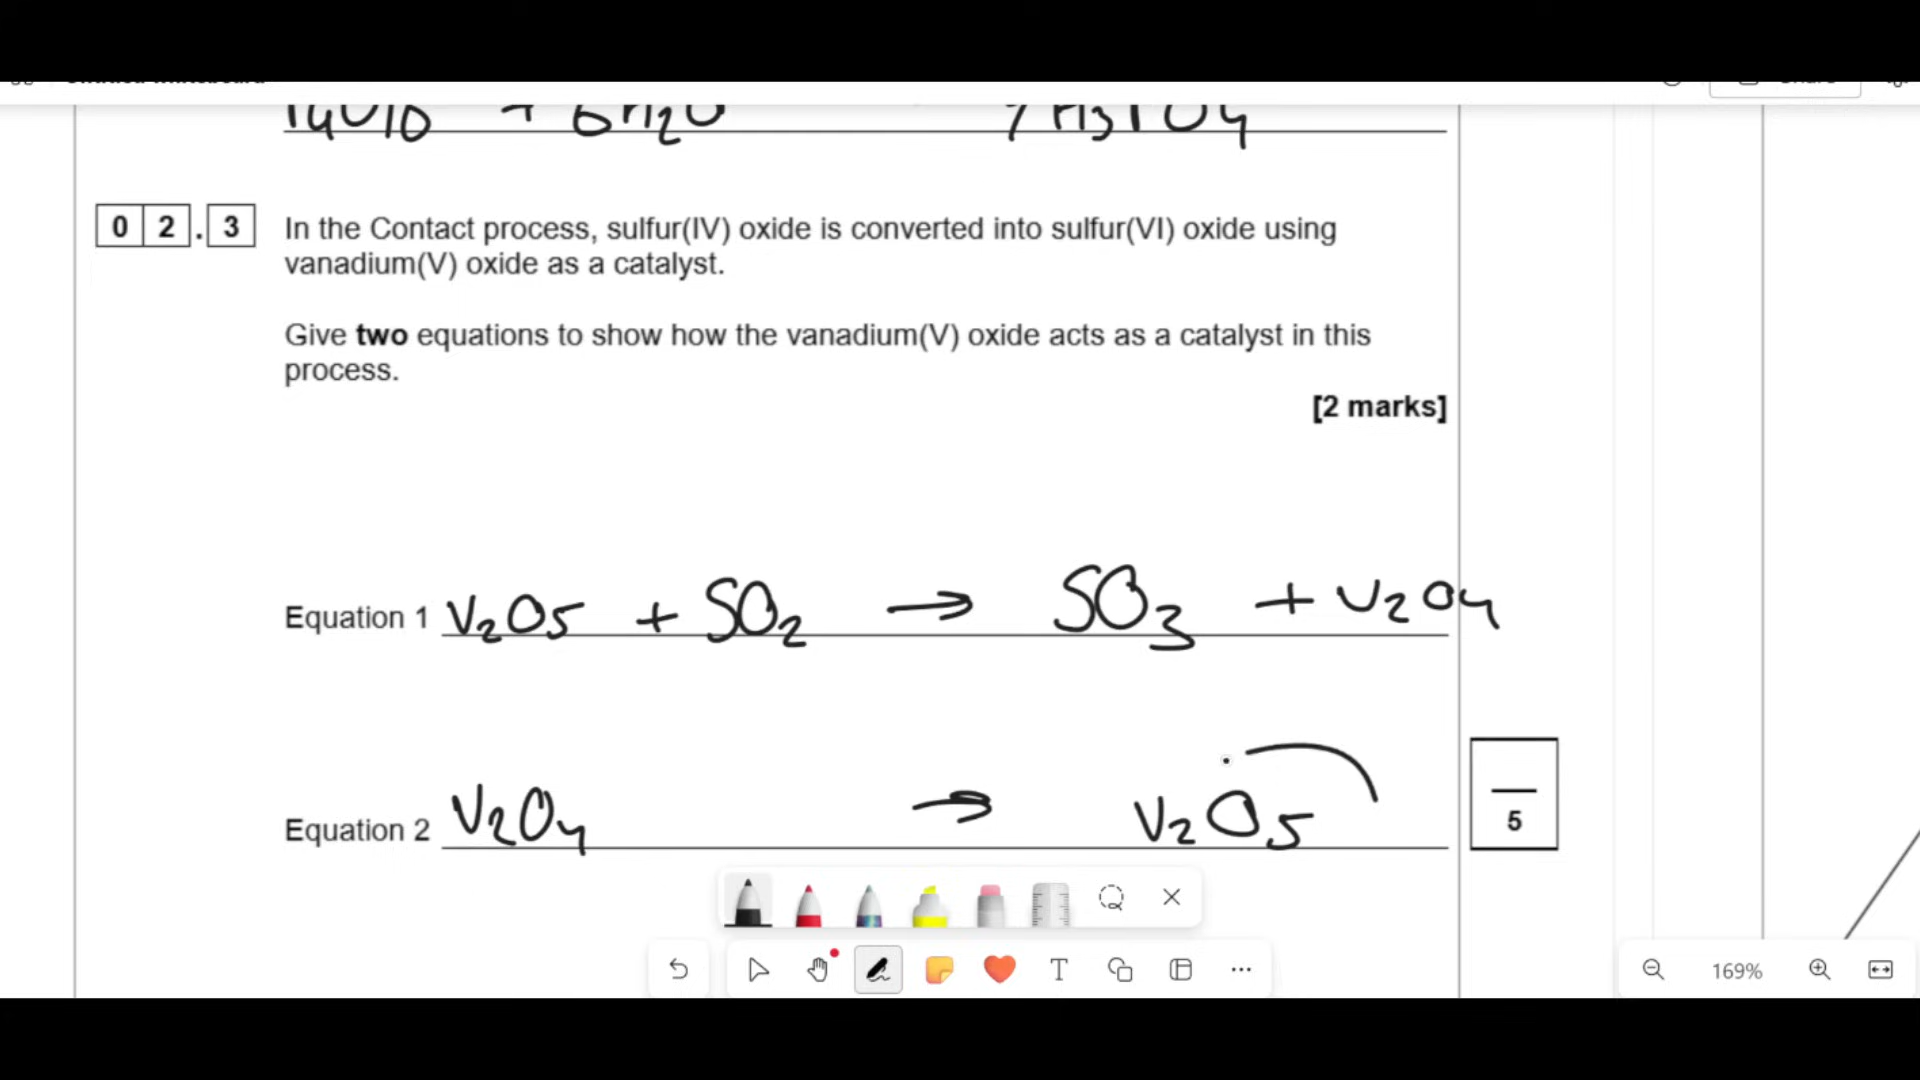 + 6H2O
02.3 In the Contact process, sulfur(IV) oxide is converted into sulfur(VI) oxide using
vanadium(V) oxide as a catalyst.
Give two equations to show how the vanadium(V) oxide acts as a catalyst in this
process.
[2 marks]
Equation 1 V2O5 + SO2 → SO3 + V2O4
Equation 2 V2O4 → V2O5
5
T
169%